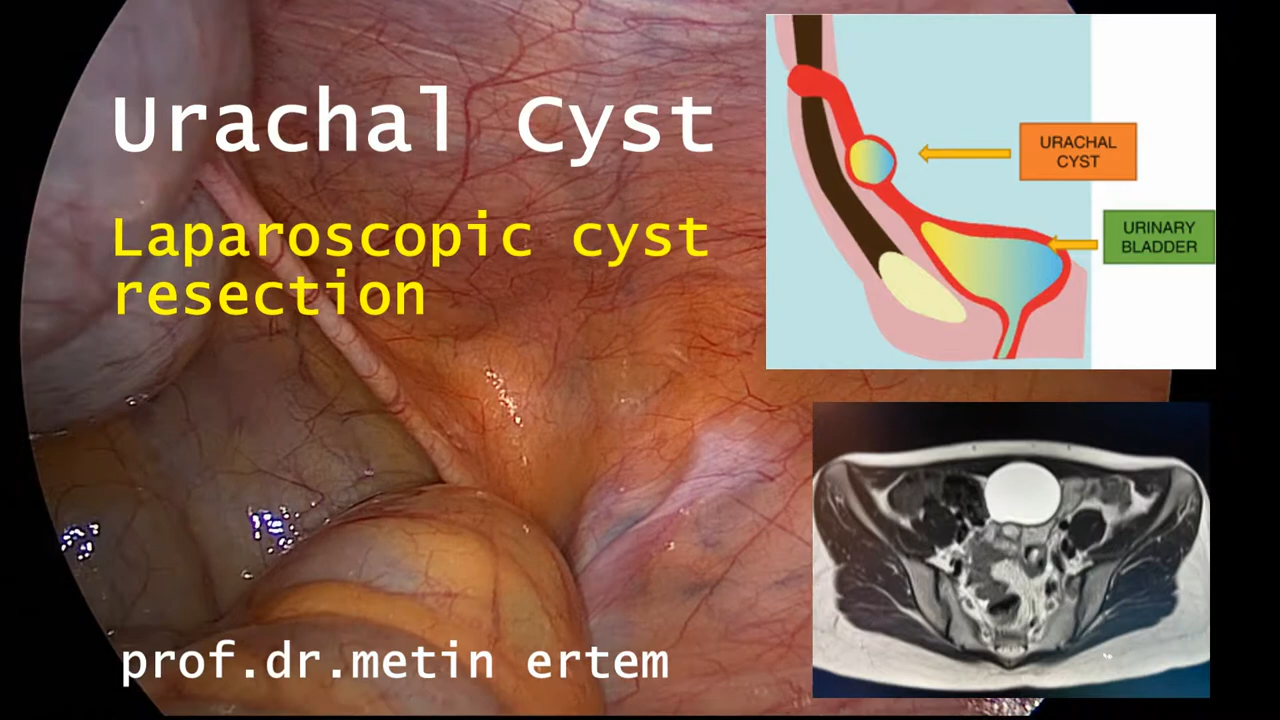 Urachal Cyst
Laparoscopic cyst
resection
prof.dr.metin ertem
URACHAL
CYST
URINARY
BLADDER